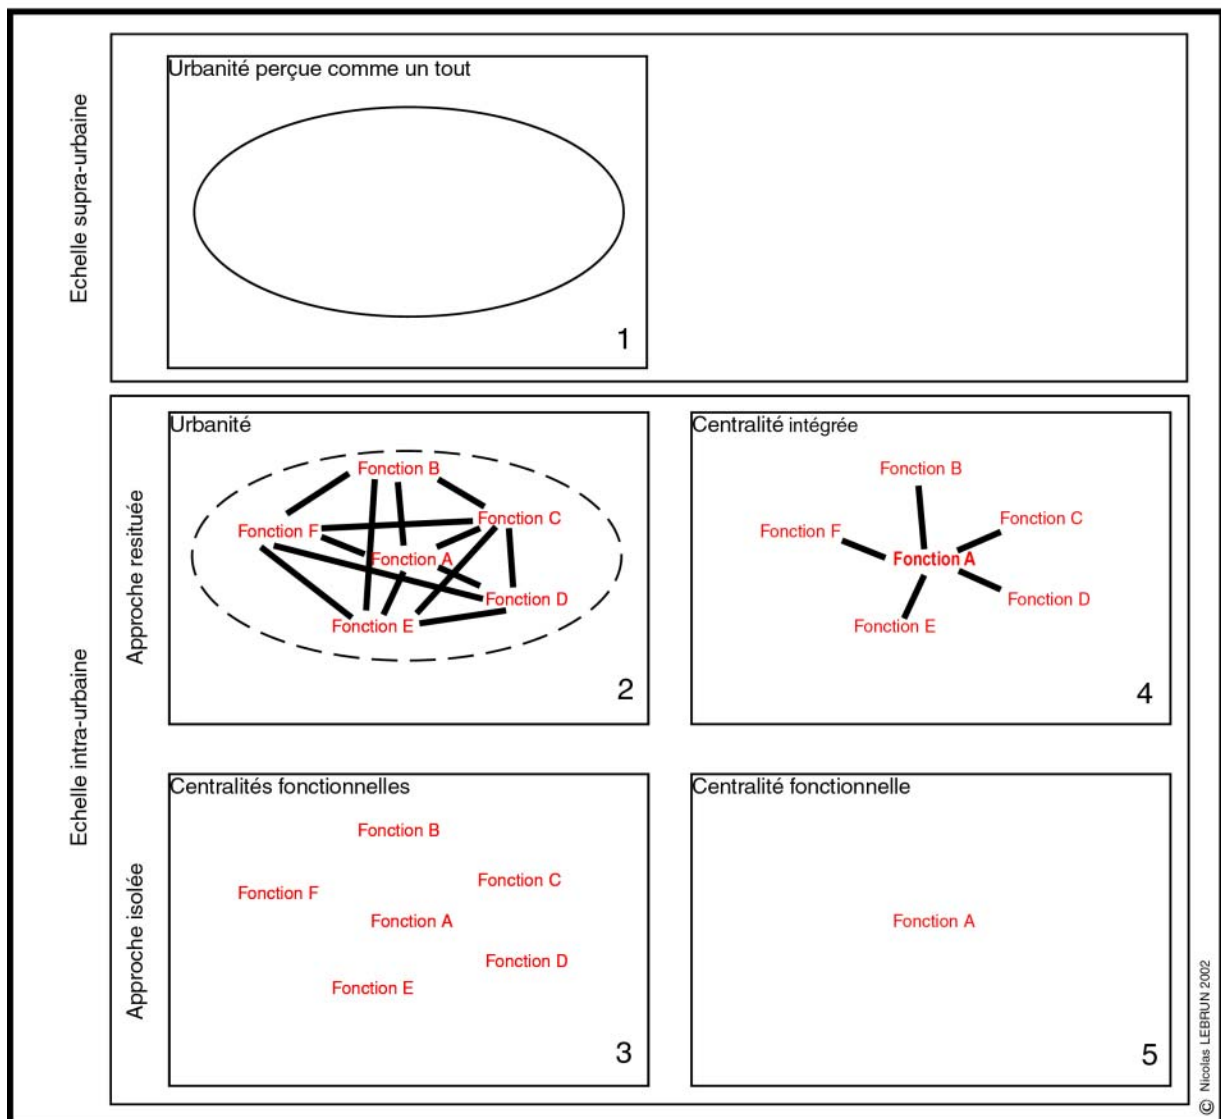 Echelle supra-urbaine
Urbanité perçue comme un tout
1
Echelle intra-urbaine
Approche resituée
Urbanité
Fonction B
Fonction C
Fonction F
Fonction A
Fonction D
Fonction E
2
Centralité intégrée
Fonction B
Fonction C
Fonction F
Fonction A
Fonction D
Fonction E
4
Approche isolée
Centralités fonctionnelles
Fonction B
Fonction C
Fonction F
Fonction A
Fonction D
Fonction E
3
Centralité fonctionnelle
Fonction A
5
© Nicolas LEBRUN 2002